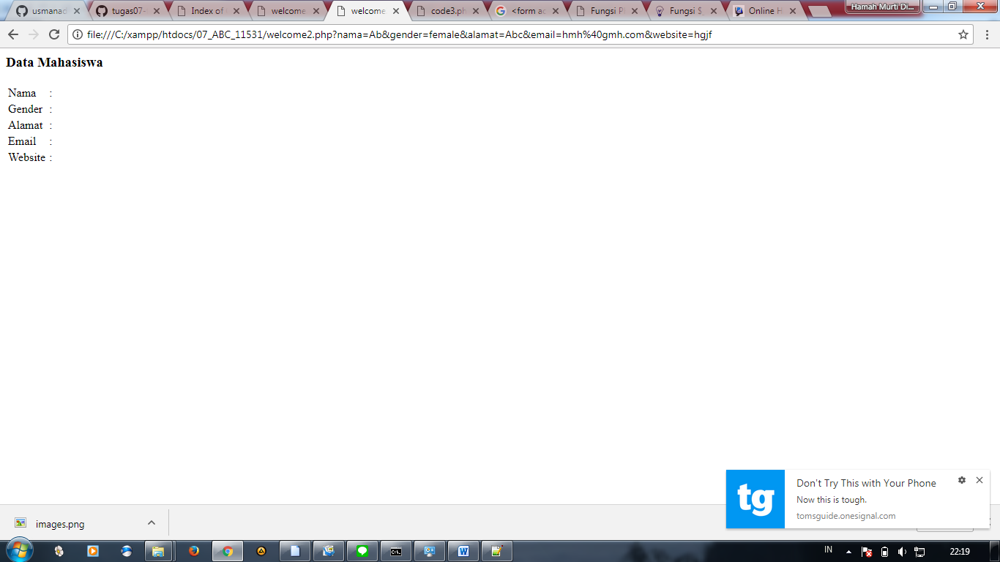 usmanad
tugas07-
Index of
welcome
welcome
code3.ph
<form ac
Fungsi P
Fungsi $_
Online H
Hamah Murti Di...
file:///C:/xampp/htdocs/07_ABC_11531/welcome2.php?nama=Ab&gender=female&alamat=Abc&email=hmh%40gmh.com&website=hgjf
Data Mahasiswa
Nama :
Gender :
Alamat :
Email :
Website :
tg
Don't Try This with Your Phone
Now this is tough.
tomsguide.onesignal.com
images.png
C:\.
W
IN
22:19